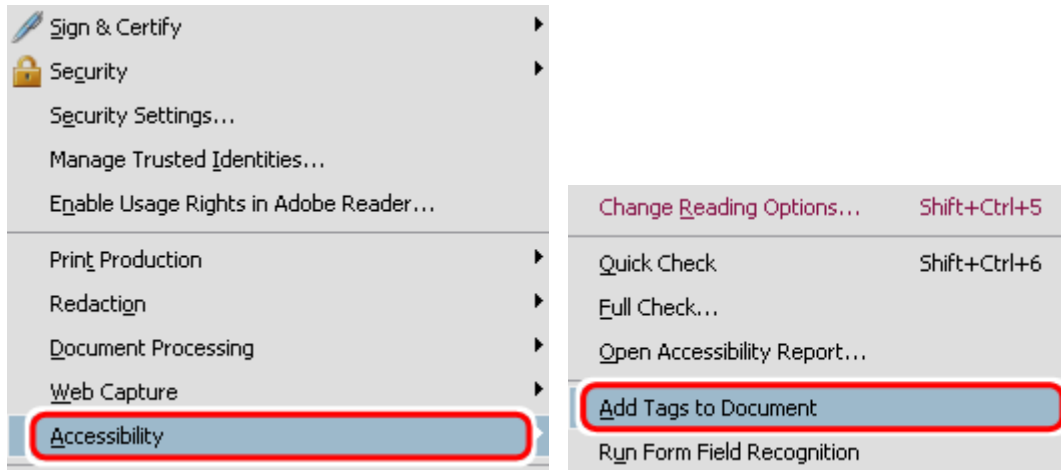 Sign & Certify
Security
Security Settings...
Manage Trusted Identities...
Enable Usage Rights in Adobe Reader...
Print Production
Redaction
Document Processing
Web Capture
Accessibility
Change Reading Options... Shift+Ctrl+5
Quick Check Shift+Ctrl+6
Full Check...
Open Accessibility Report...
Add Tags to Document
Run Form Field Recognition